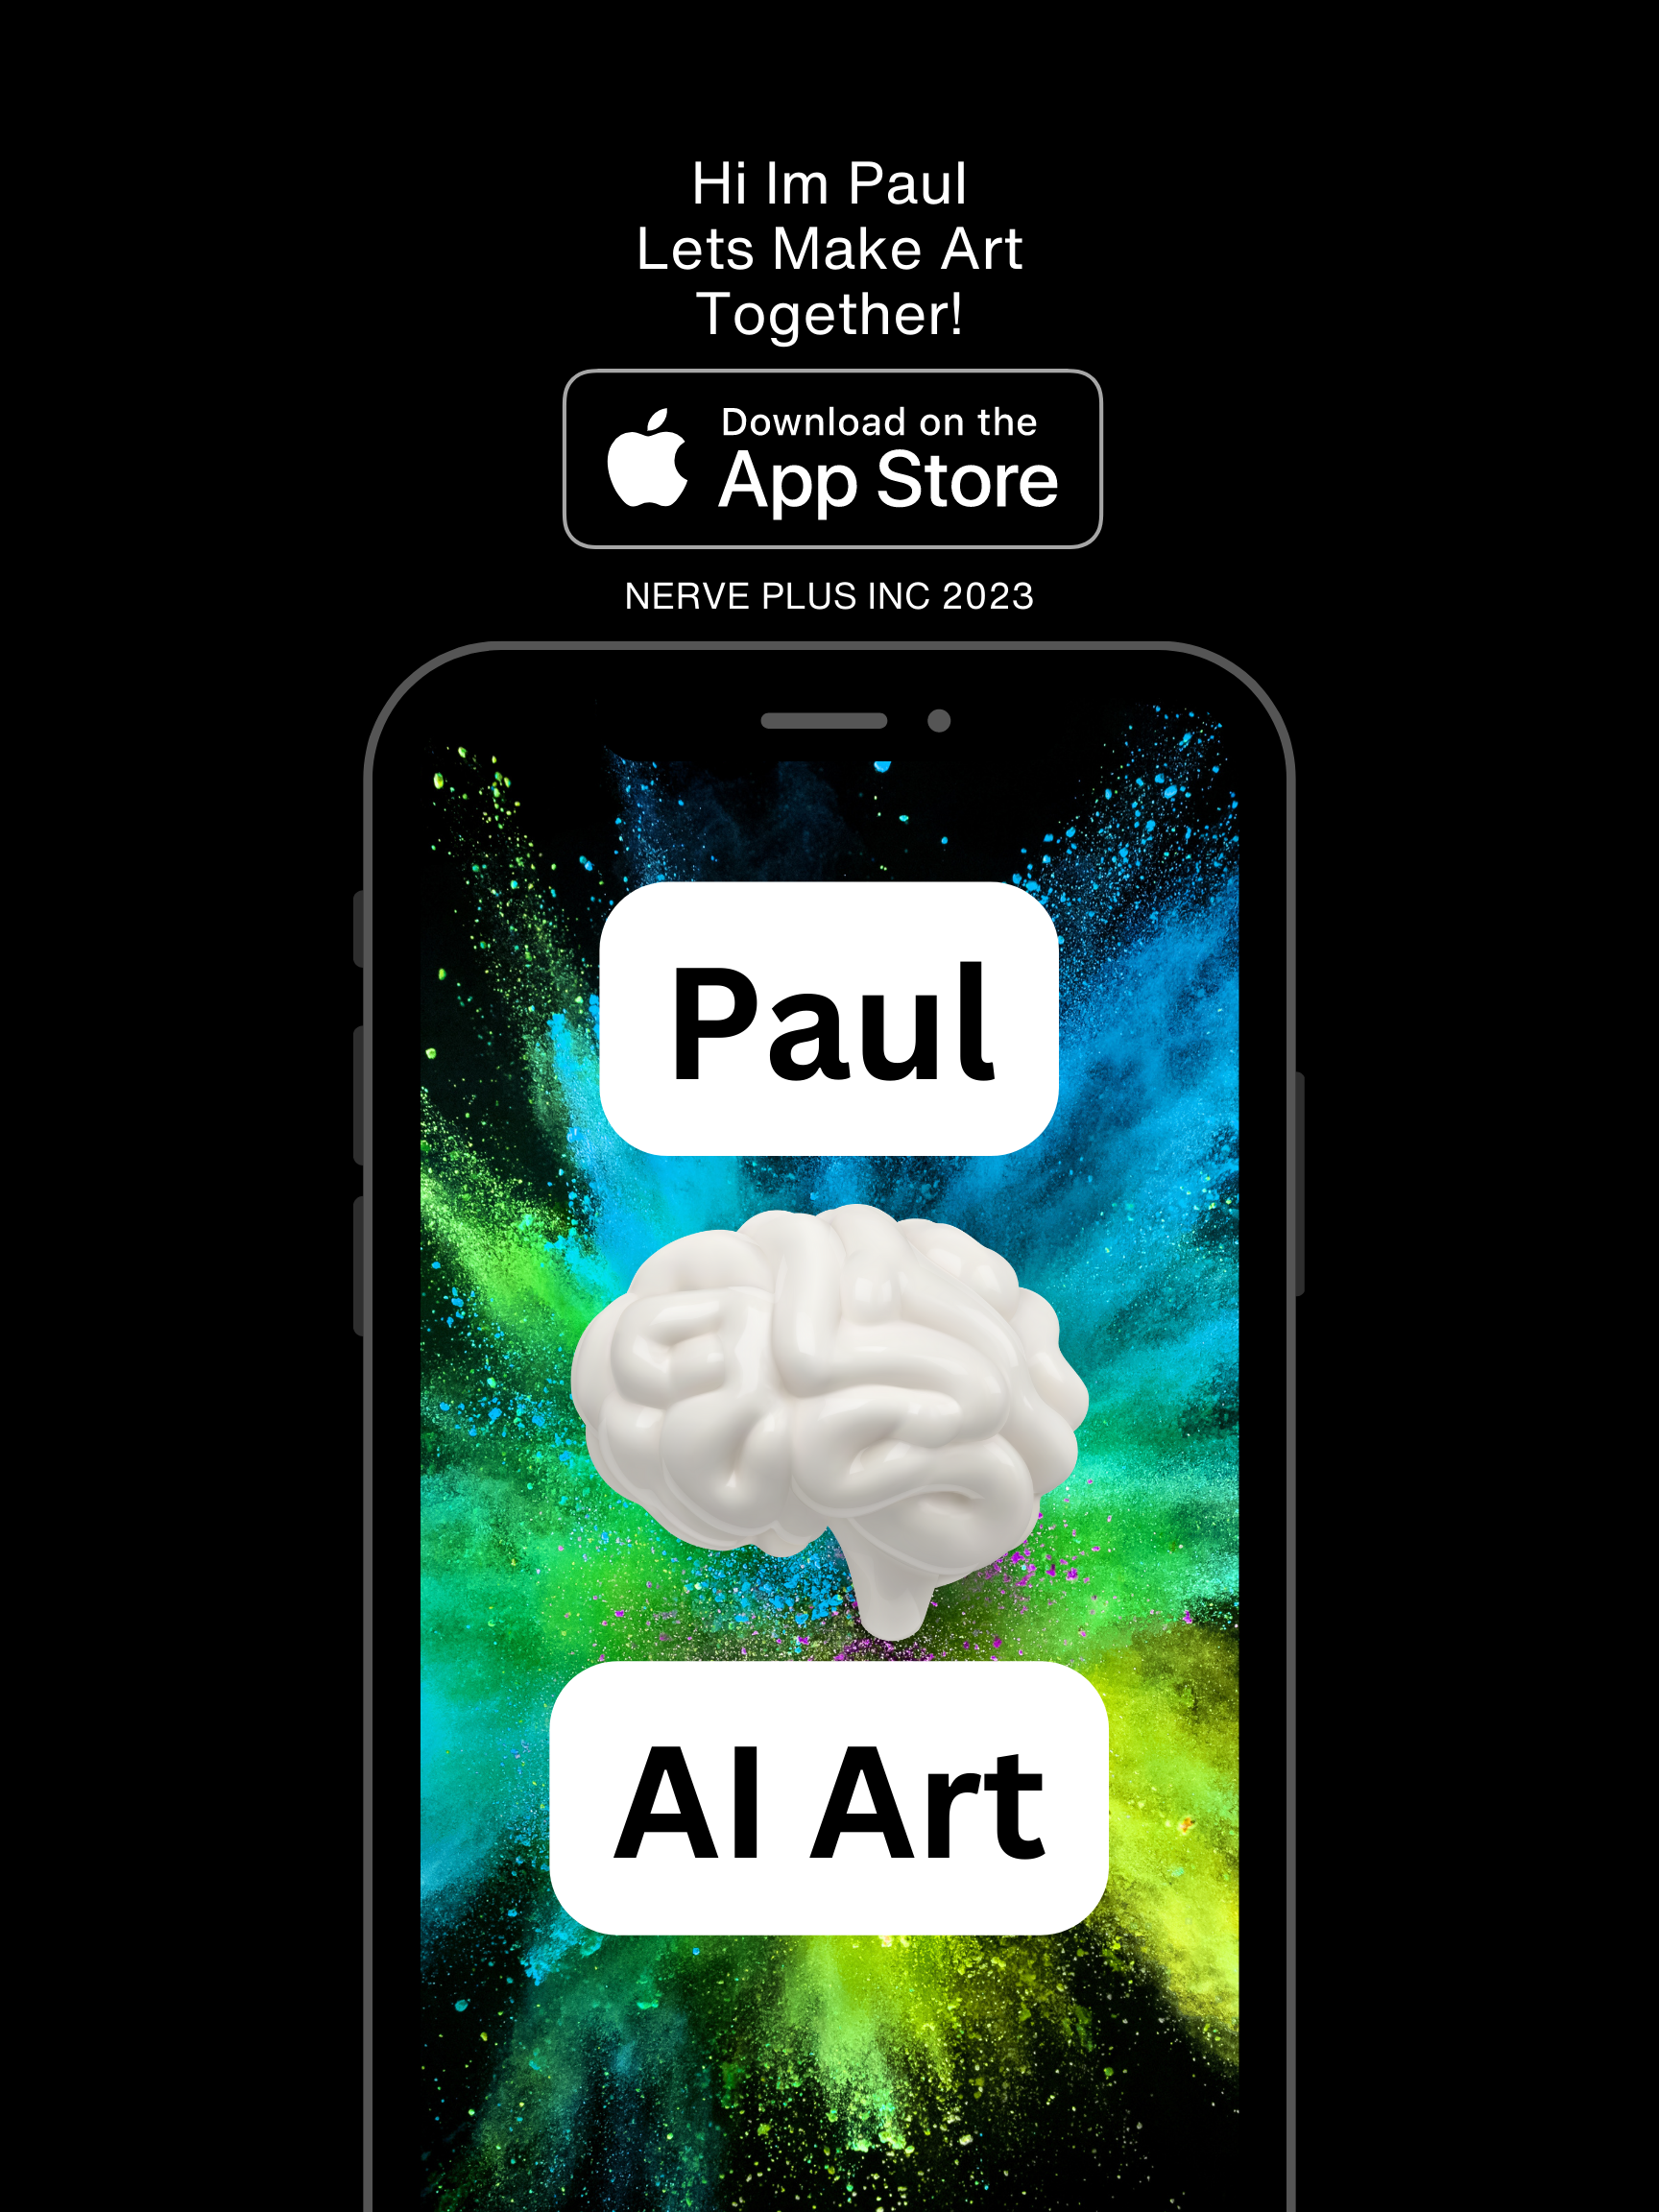 Hi Im Paul
Lets Make Art
Together!
Download on the
App Store
NERVE PLUS INC 2023
Paul
AI Art